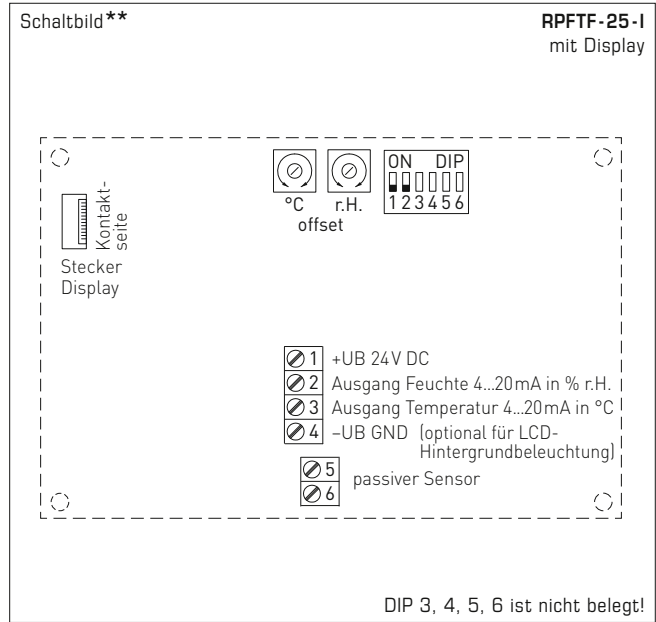 Schaltbild**
RPFTF-25-I
mit Display
ON DIP
1 2 3 4 5 6
°C r.H.
offset
Kontakt-
seite
Stecker
Display
1 +UB 24V DC
2 Ausgang Feuchte 4...20mA in % r.H.
3 Ausgang Temperatur 4...20mA in °C
4 –UB GND (optional für LCD-
Hintergrundbeleuchtung)
5
passiver Sensor
6
DIP 3, 4, 5, 6 ist nicht belegt!